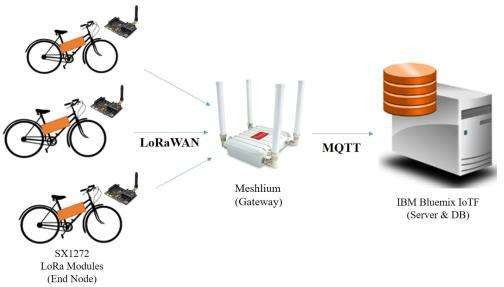 LoRaWAN
MQTT
Meshlium
(Gateway)
IBM Bluemix IoTF
(Server & DB)
SX1272
LoRa Modules
(End Node)